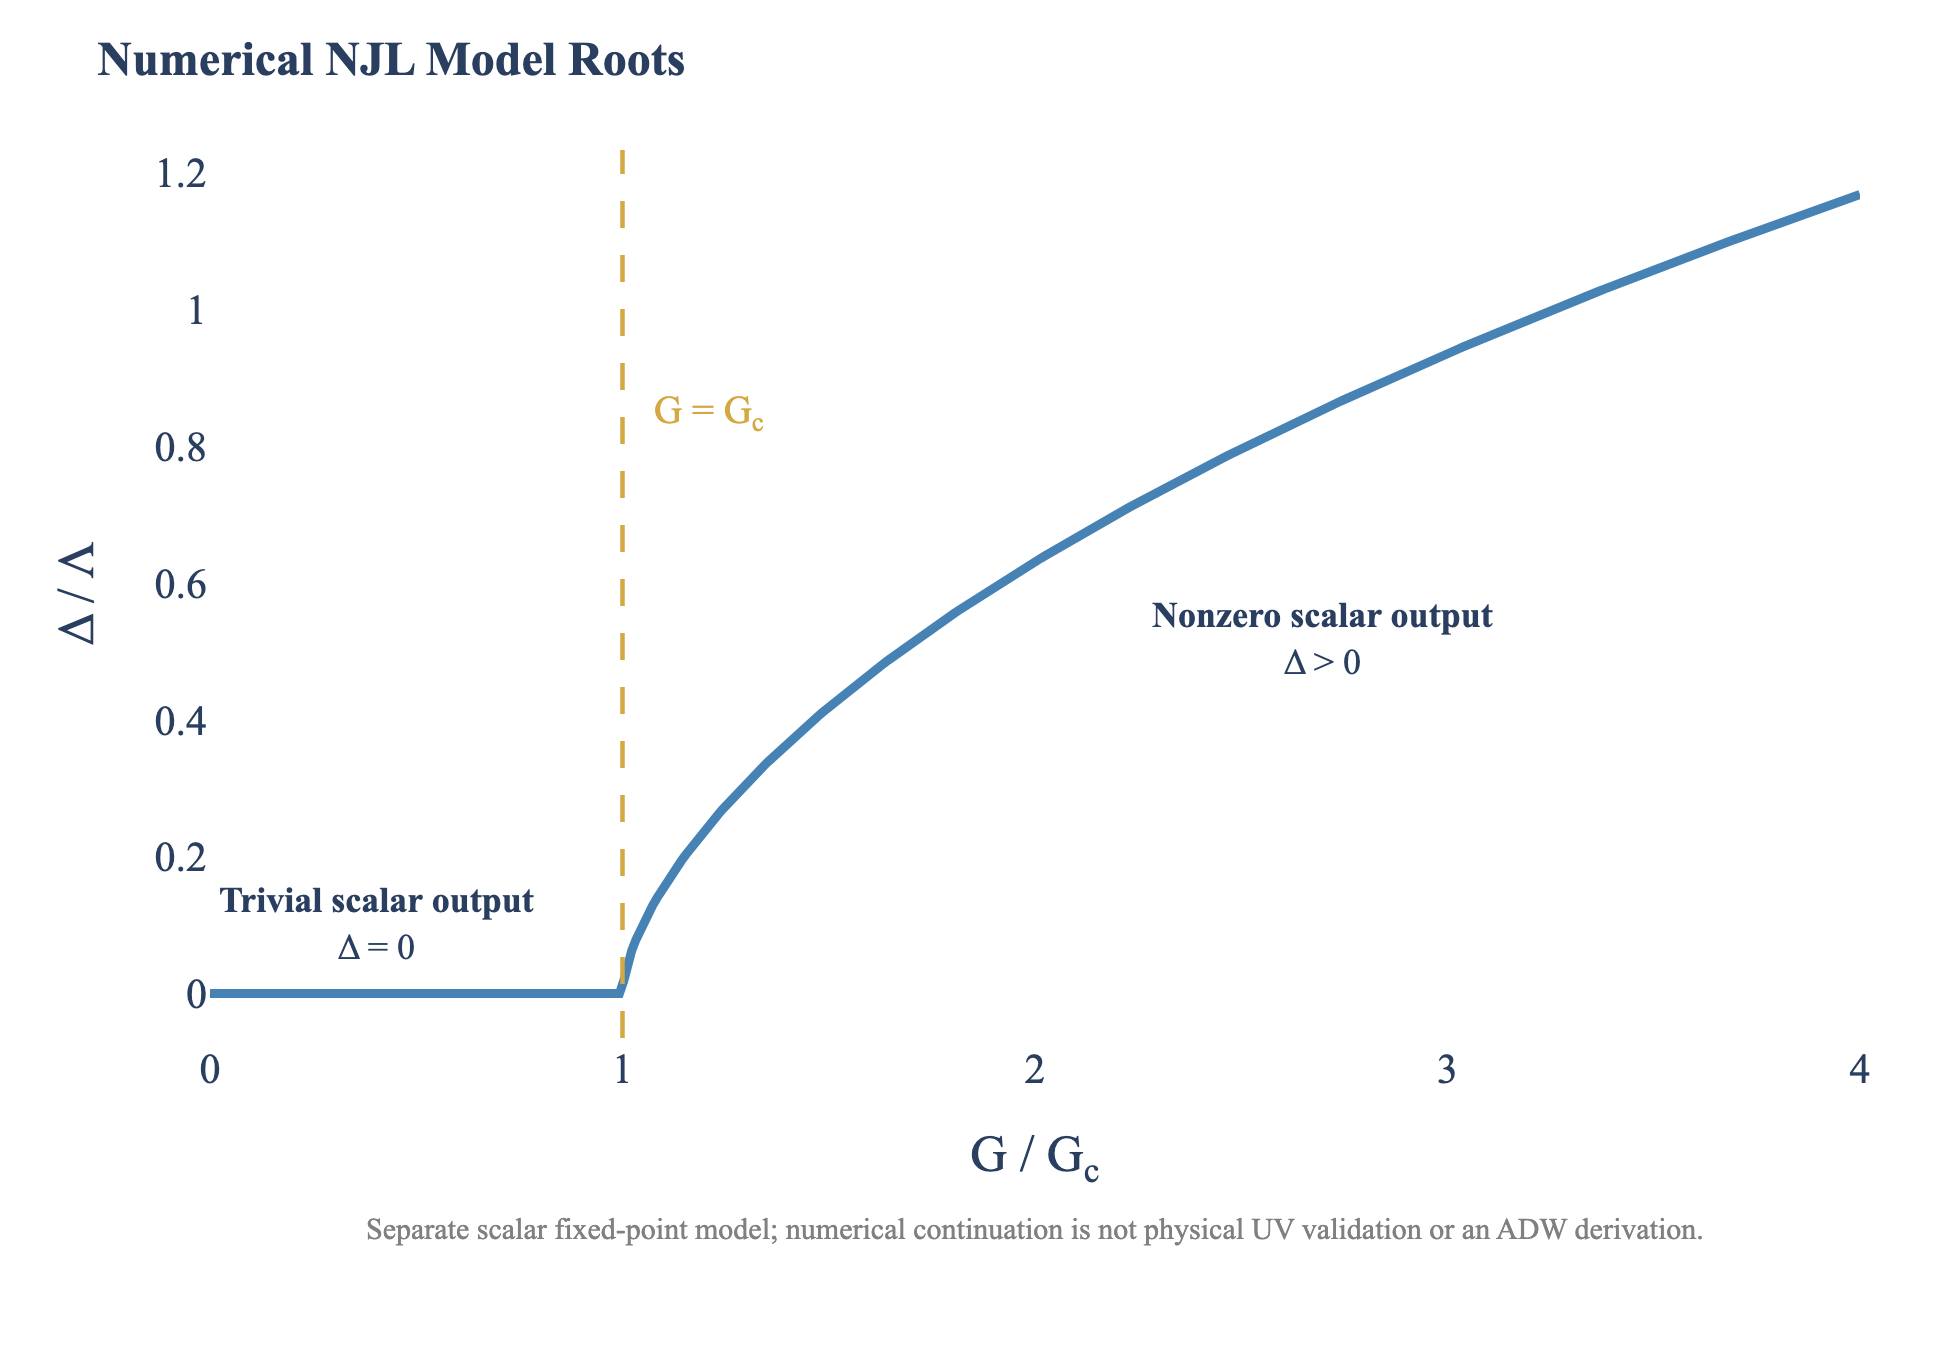 Numerical NJL Model Roots
1.2
1
0.8
0.6
0.4
0.2
0
Δ / Λ
G = Gc
Nonzero scalar output
Δ > 0
Trivial scalar output
Δ = 0
0 1 2 3 4
G / Gc
Separate scalar fixed-point model; numerical continuation is not physical UV validation or an ADW derivation.